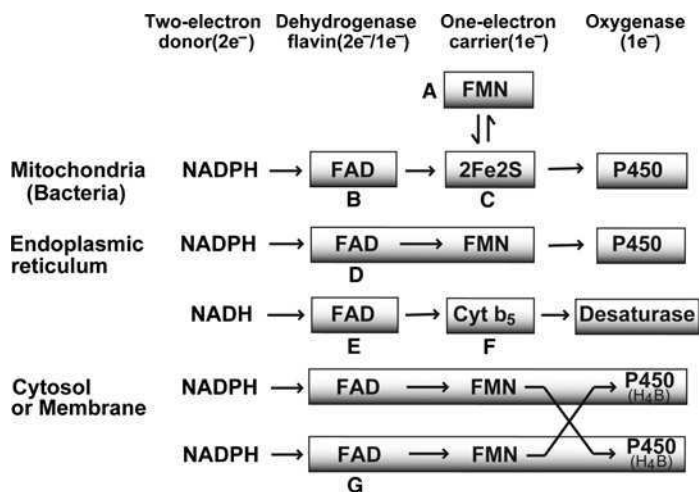 Two-electron donor(2e⁻)
Dehydrogenase flavin(2e⁻/1e⁻)
One-electron carrier(1e⁻)
Oxygenase (1e⁻)
A FMN
Mitochondria (Bacteria)
NADPH FAD 2Fe2S P450
B C
Endoplasmic reticulum
NADPH FAD FMN P450
D
NADH FAD Cyt b₅ Desaturase
E F
Cytosol or Membrane
NADPH FAD FMN P450 (H₄B)
NADPH FAD FMN P450 (H₄B)
G